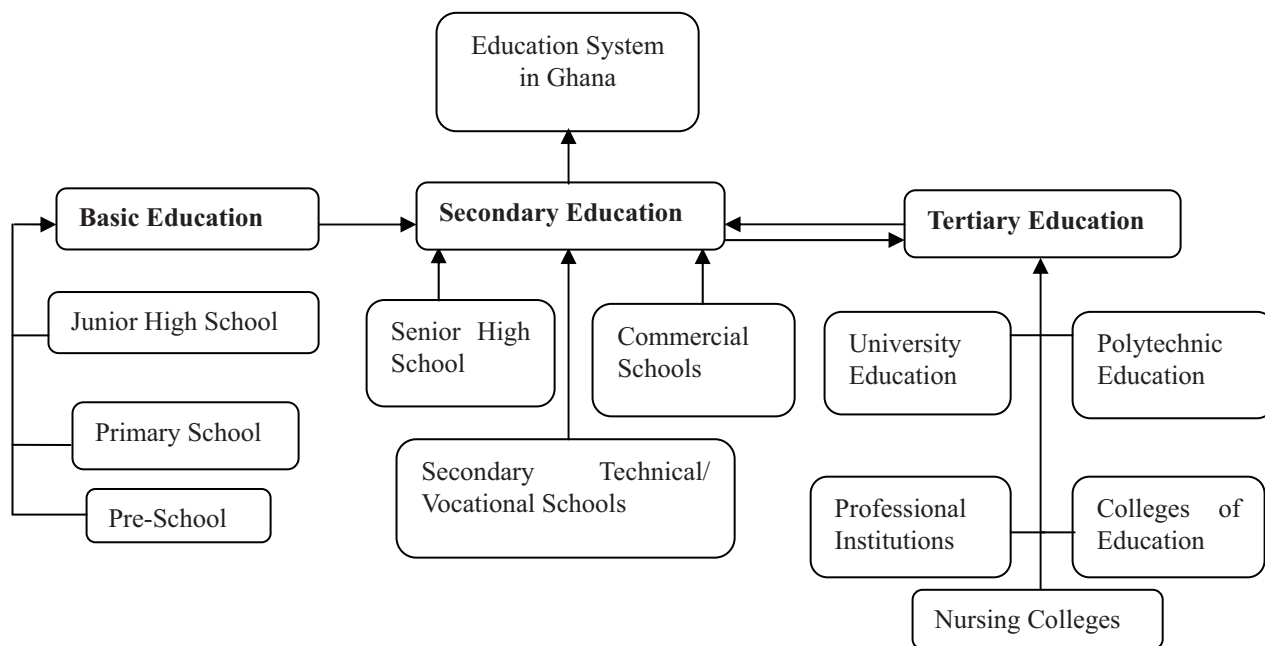 Education System
in Ghana
Basic Education
Secondary Education
Tertiary Education
Junior High School
Primary School
Pre-School
Senior High
School
Commercial
Schools
Secondary Technical/
Vocational Schools
University
Education
Polytechnic
Education
Professional
Institutions
Colleges of
Education
Nursing Colleges